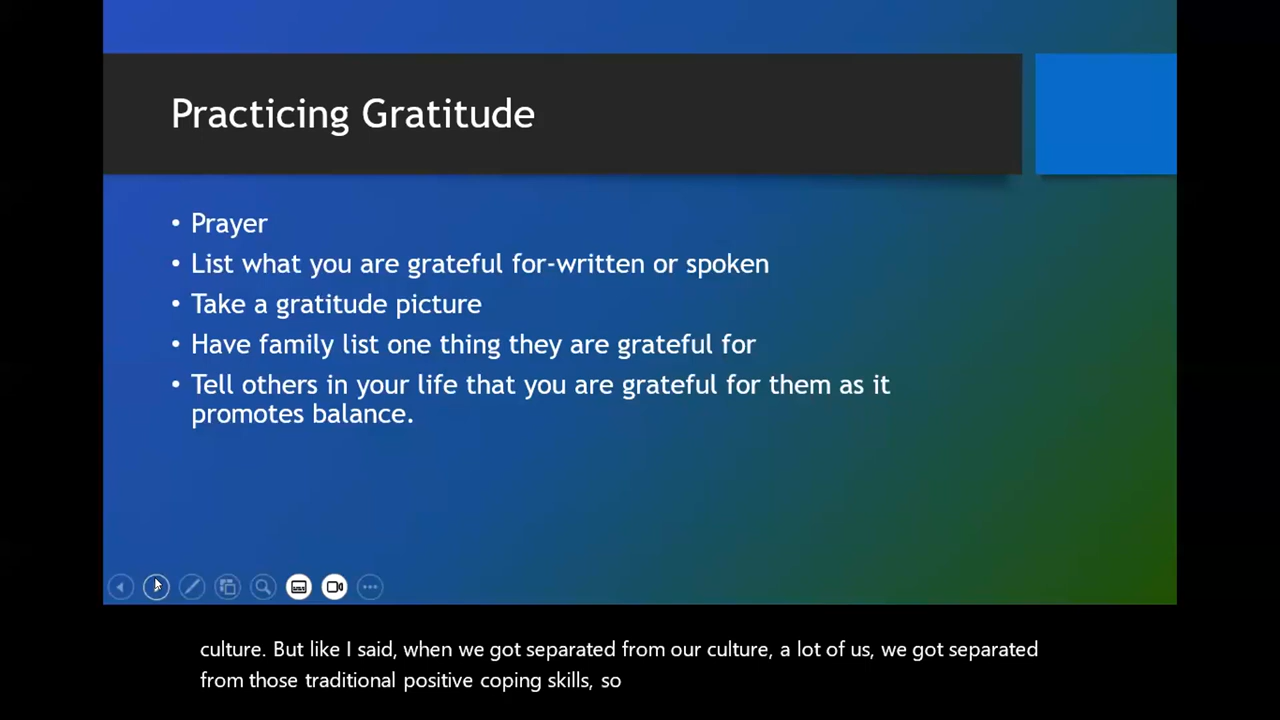 Practicing Gratitude
• Prayer
• List what you are grateful for-written or spoken
• Take a gratitude picture
• Have family list one thing they are grateful for
• Tell others in your life that you are grateful for them as it
promotes balance.
culture. But like I said, when we got separated from our culture, a lot of us, we got separated
from those traditional positive coping skills, so